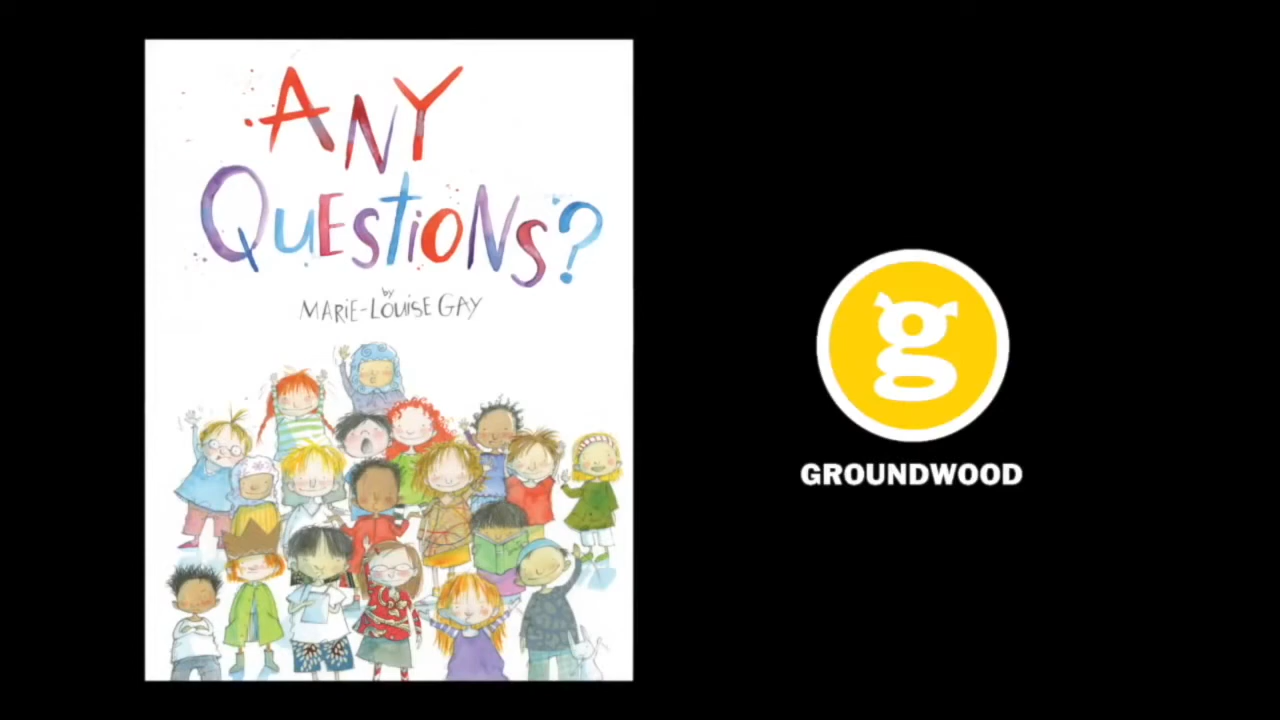 ANY
QUESTIONS?
by
MARIE-LOUISE GAY
g
GROUNDWOOD